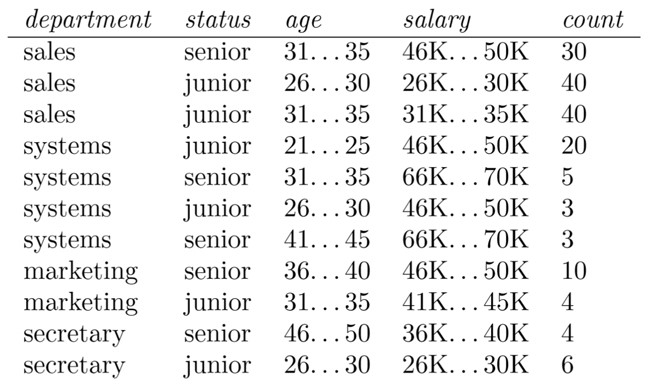 department status age salary count
sales senior 31...35 46K...50K 30
sales junior 26...30 26K...30K 40
sales junior 31...35 31K...35K 40
systems junior 21...25 46K...50K 20
systems senior 31...35 66K...70K 5
systems junior 26...30 46K...50K 3
systems senior 41...45 66K...70K 3
marketing senior 36...40 46K...50K 10
marketing junior 31...35 41K...45K 4
secretary senior 46...50 36K...40K 4
secretary junior 26...30 26K...30K 6